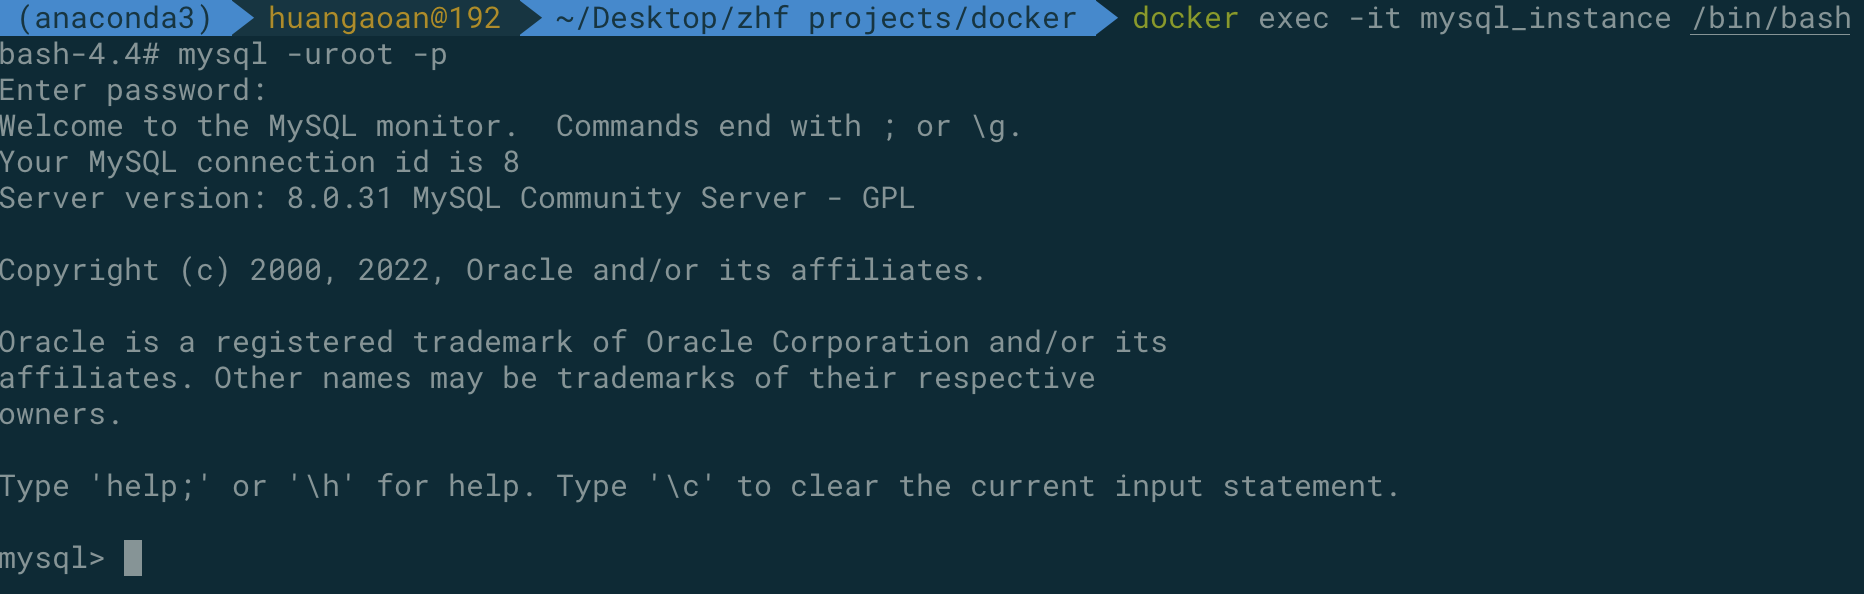 (anaconda3) huangaoan@192 ~/Desktop/zhf projects/docker docker exec -it mysql_instance /bin/bash
bash-4.4# mysql -uroot -p
Enter password:
Welcome to the MySQL monitor.  Commands end with ; or \g.
Your MySQL connection id is 8
Server version: 8.0.31 MySQL Community Server - GPL
Copyright (c) 2000, 2022, Oracle and/or its affiliates.
Oracle is a registered trademark of Oracle Corporation and/or its
affiliates. Other names may be trademarks of their respective
owners.
Type 'help;' or '\h' for help. Type '\c' to clear the current input statement.
mysql>